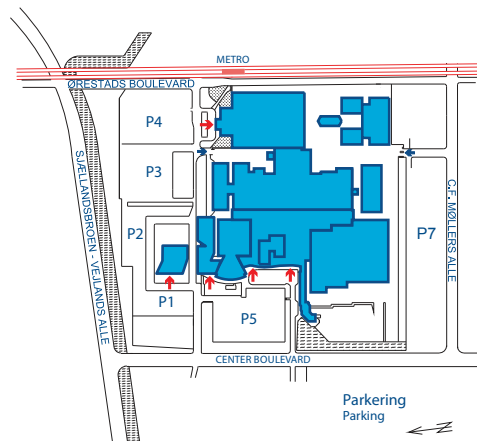 METRO
ØRESTADS BOULEVARD
P4
P3
SJÆLLANDSBROEN - VEJLANDS ALLE
C.F. MØLLERS ALLE
P2
P7
P1
P5
CENTER BOULEVARD
Parkering
Parking
N